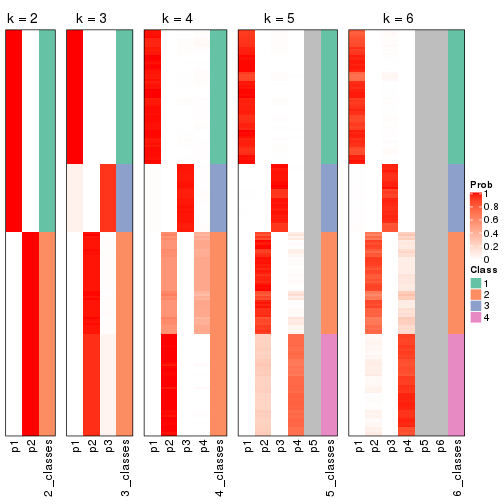 k = 2 k = 3 k = 4 k = 5 k = 6
Prob
1
0.8
0.6
0.4
0.2
0
Class
1
2
3
4
p1 p2 2_classes p1 p2 p3 3_classes p1 p2 p3 p4 4_classes p1 p2 p3 p4 p5 5_classes p1 p2 p3 p4 p5 p6 6_classes